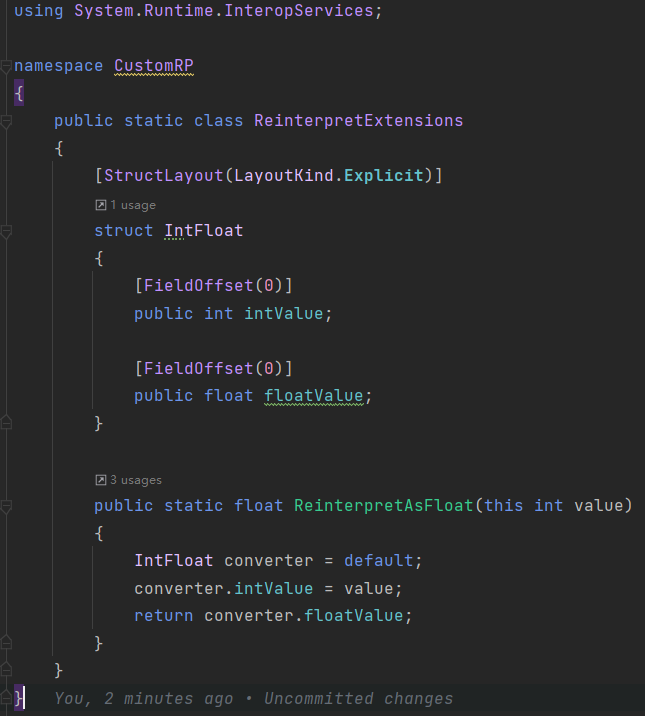 using System.Runtime.InteropServices;
namespace CustomRP
{
public static class ReinterpretExtensions
{
[StructLayout(LayoutKind.Explicit)]
1 usage
struct IntFloat
{
[FieldOffset(0)]
public int intValue;
[FieldOffset(0)]
public float floatValue;
}
3 usages
public static float ReinterpretAsFloat(this int value)
{
IntFloat converter = default;
converter.intValue = value;
return converter.floatValue;
}
}
} You, 2 minutes ago • Uncommitted changes